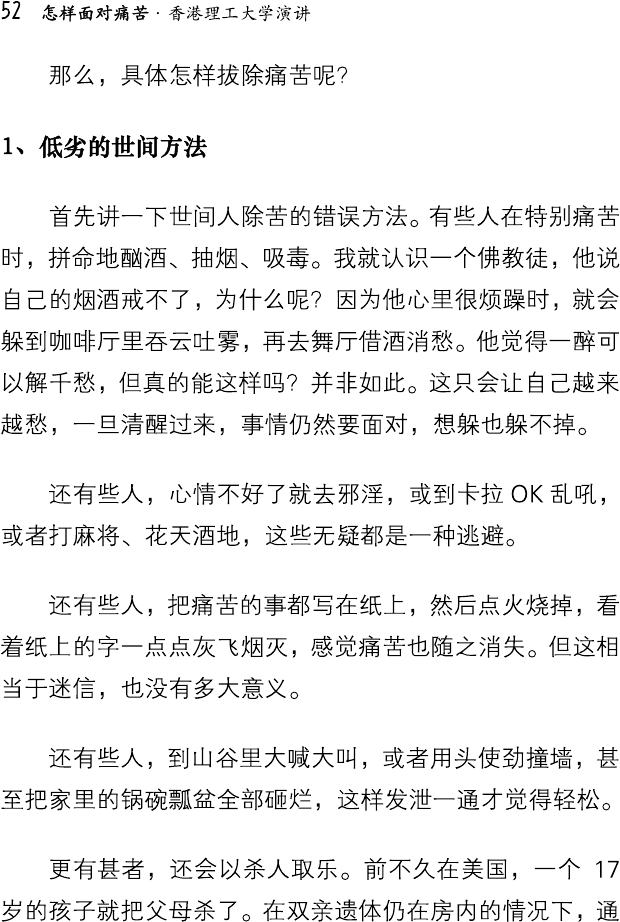 52 怎样面对痛苦·香港理工大学演讲
那么，具体怎样拔除痛苦呢？
1、低劣的世间方法
首先讲一下世间人除苦的错误方法。有些人在特别痛苦
时，拼命地酗酒、抽烟、吸毒。我就认识一个佛教徒，他说
自己的烟酒戒不了，为什么呢？因为他心里很烦躁时，就会
躲到咖啡厅里吞云吐雾，再去舞厅借酒消愁。他觉得一醉可
以解千愁，但真的能这样吗？并非如此。这只会让自己越来
越愁，一旦清醒过来，事情仍然要面对，想躲也躲不掉。
还有些人，心情不好了就去邪淫，或到卡拉 OK 乱吼，
或者打麻将、花天酒地，这些无疑都是一种逃避。
还有些人，把痛苦的事都写在纸上，然后点火烧掉，看
着纸上的字一点点灰飞烟灭，感觉痛苦也随之消失。但这相
当于迷信，也没有多大意义。
还有些人，到山谷里大喊大叫，或者用头使劲撞墙，甚
至把家里的锅碗瓢盆全部砸烂，这样发泄一通才觉得轻松。
更有甚者，还会以杀人取乐。前不久在美国，一个 17
岁的孩子就把父母杀了。在双亲遗体仍在房内的情况下，通